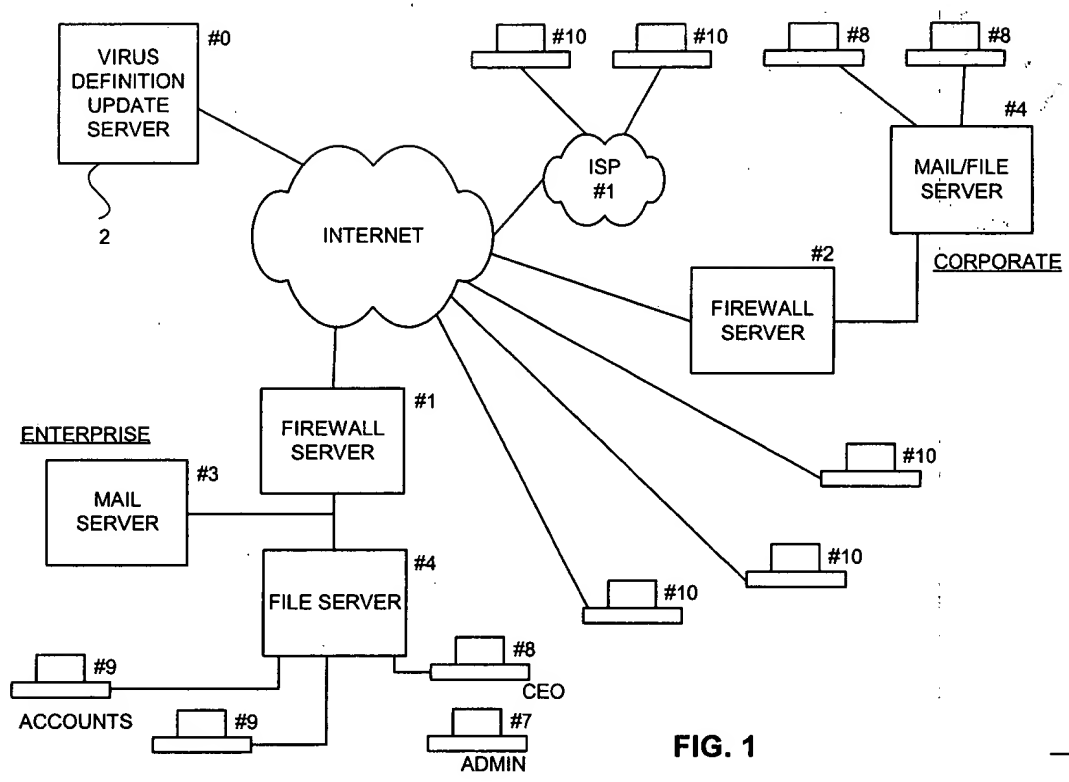 #0
VIRUS
DEFINITION
UPDATE
SERVER
2
#10
#10
#8
#8
#4
MAIL/FILE
SERVER
CORPORATE
ISP
#1
INTERNET
#2
FIREWALL
SERVER
#1
FIREWALL
SERVER
ENTERPRISE
#3
MAIL
SERVER
#4
FILE SERVER
#10
#10
#10
#9
ACCOUNTS
#9
#8
CEO
#7
ADMIN
FIG. 1